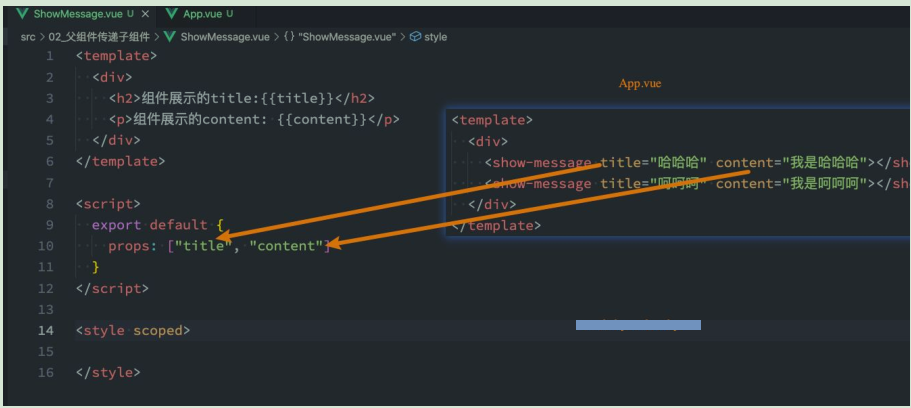 ShowMessage.vue U × App.vue U
src > 02_父组件传递子组件 > ShowMessage.vue > {} "ShowMessage.vue" > style
1 <template>
2 <div>
3 <h2>组件展示的title:{{title}}</h2>
4 <p>组件展示的content: {{content}}</p>
5 </div>
6 </template>
7
8 <script>
9 export default {
10 props: ["title", "content"]
11 }
12 </script>
13
14 <style scoped>
15
16 </style>
App.vue
<template>
<div>
<show-message title="哈哈哈" content="我是哈哈哈"></sh
<show-message title="呵呵呵" content="我是呵呵呵"></sh
</div>
</template>